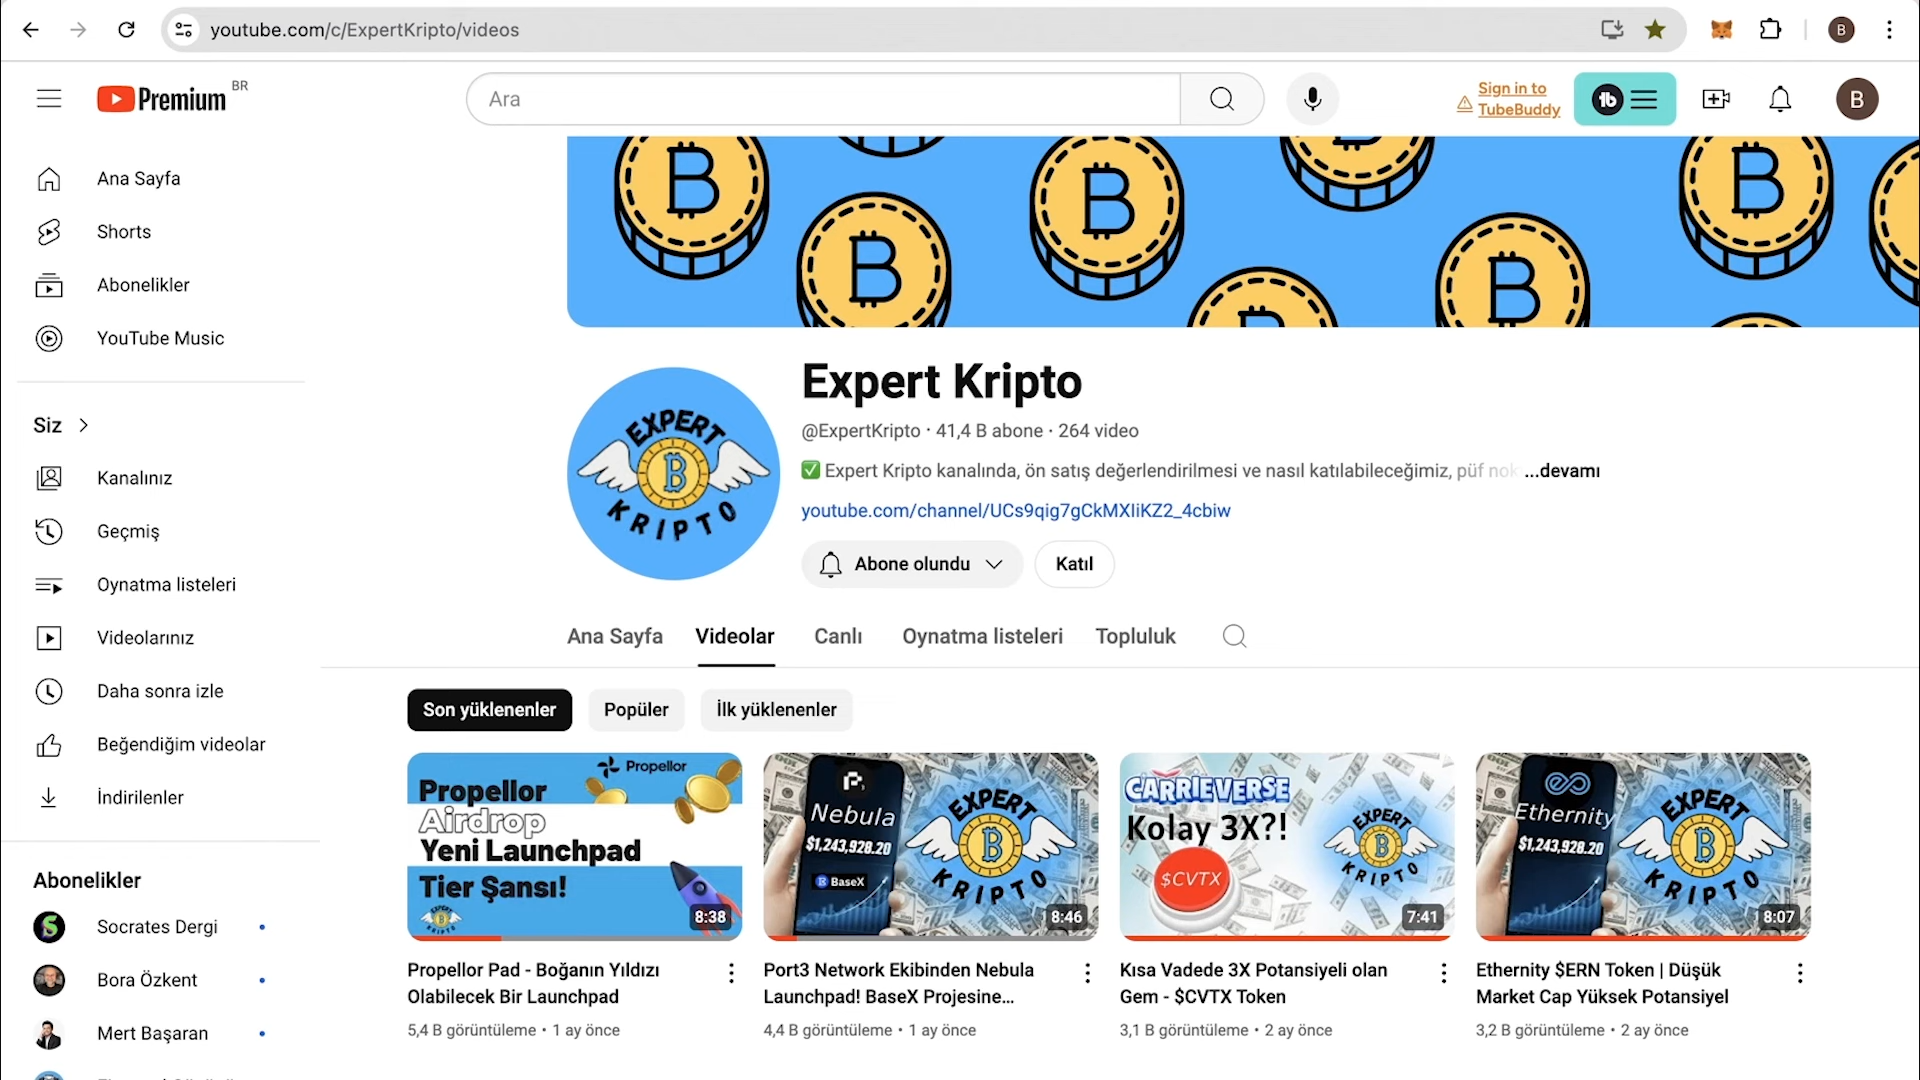 youtube.com/c/ExpertKripto/videos
B
Premium BR
Ara
Sign in to
TubeBuddy
B
Ana Sayfa
Shorts
Abonelikler
YouTube Music
Siz
Kanalınız
Geçmiş
Oynatma listeleri
Videolarınız
Daha sonra izle
Beğendiğim videolar
İndirilenler
Abonelikler
Socrates Dergi
Bora Özkent
Mert Başaran
EXPERT
KRIPTO
Expert Kripto
@ExpertKripto • 41,4 B abone • 264 video
✅ Expert Kripto kanalında, ön satış değerlendirilmesi ve nasıl katılabileceğimiz, püf ...devamı
youtube.com/channel/UCs9qig7gCkMXIiKZ2_4cbiw
Abone olundu
Katıl
Ana Sayfa
Videolar
Canlı
Oynatma listeleri
Topluluk
Son yüklenenler
Popüler
İlk yüklenenler
Propellor
Propellor
Airdrop
Yeni Launchpad
Tier Şansı!
8:38
Propellor Pad - Boğanın Yıldızı
Olabilecek Bir Launchpad
5,4 B görüntüleme • 1 ay önce
Nebula
$1,243,928.20
BaseX
EXPERT
KRIPTO
8:46
Port3 Network Ekibinden Nebula
Launchpad! BaseX Projesine...
4,4 B görüntüleme • 1 ay önce
CARRIEVERSE
Kolay 3X?!
$CVTX
EXPERT
KRIPTO
7:41
Kısa Vadede 3X Potansiyeli olan
Gem - $CVTX Token
3,1 B görüntüleme • 2 ay önce
Ethernity
$1,243,928.20
EXPERT
KRIPTO
8:07
Ethernity $ERN Token | Düşük
Market Cap Yüksek Potansiyel
3,2 B görüntüleme • 2 ay önce